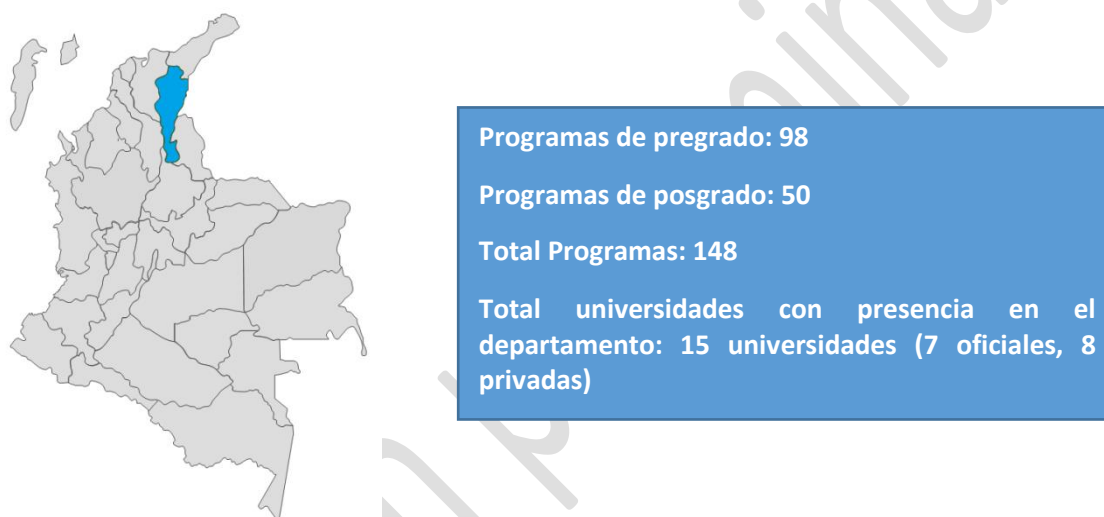 Programas de pregrado: 98
Programas de posgrado: 50
Total Programas: 148
Total universidades con presencia en el
departamento: 15 universidades (7 oficiales, 8
privadas)